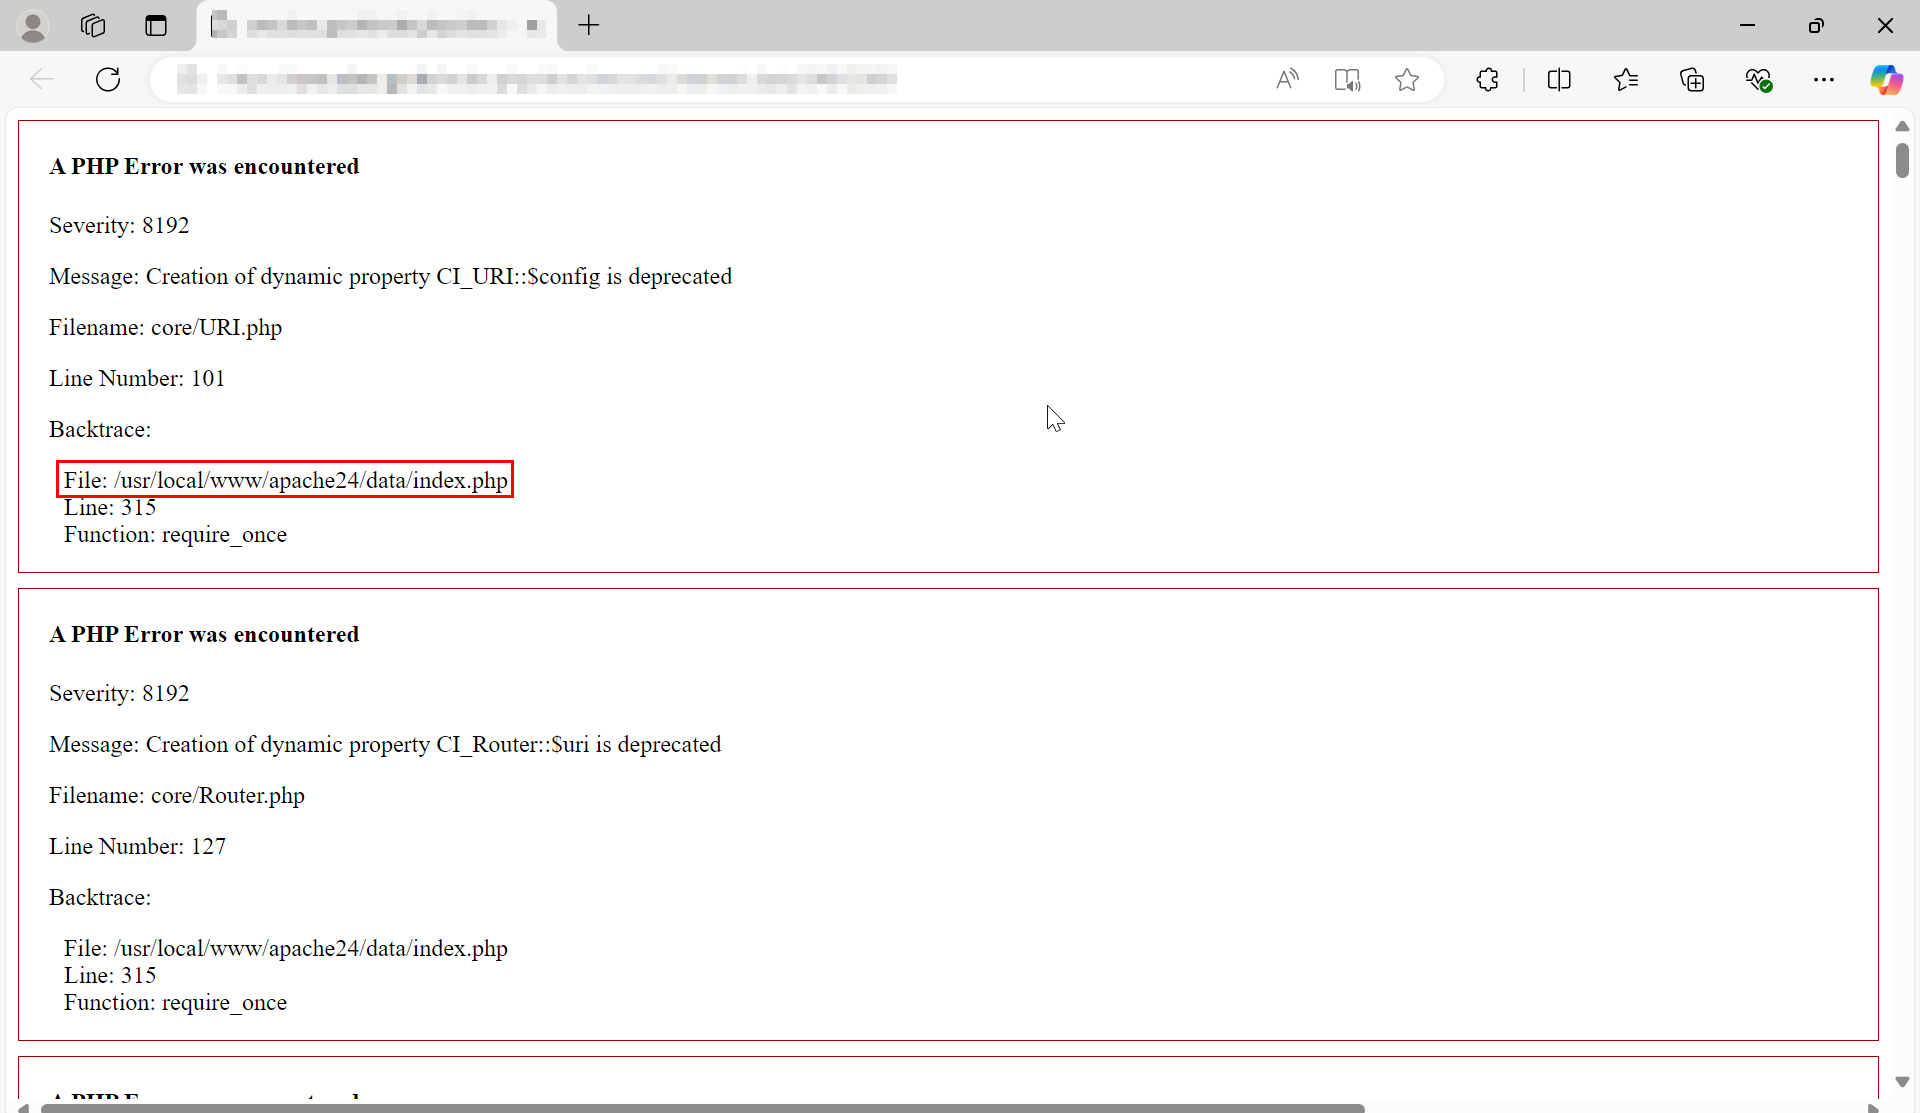 A PHP Error was encountered
Severity: 8192
Message: Creation of dynamic property CI_URI::$config is deprecated
Filename: core/URI.php
Line Number: 101
Backtrace:
File: /usr/local/www/apache24/data/index.php
Line: 315
Function: require_once
A PHP Error was encountered
Severity: 8192
Message: Creation of dynamic property CI_Router::$uri is deprecated
Filename: core/Router.php
Line Number: 127
Backtrace:
File: /usr/local/www/apache24/data/index.php
Line: 315
Function: require_once